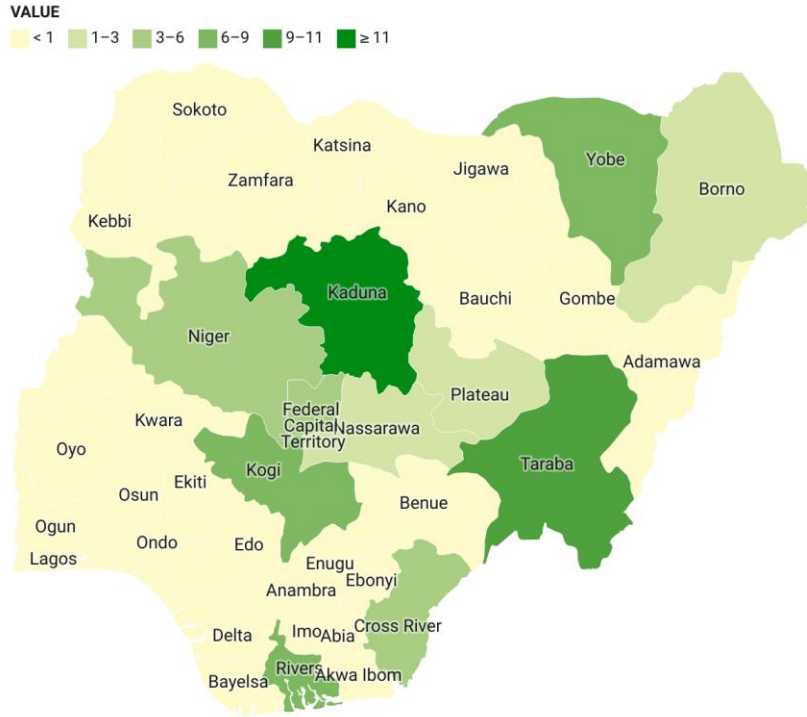 VALUE
< 1 1–3 3–6 6–9 9–11 ≥ 11
Sokoto
Katsina
Zamfara
Jigawa
Yobe
Borno
Kano
Kebbi
Kaduna
Bauchi
Gombe
Niger
Adamawa
Plateau
Federal
Capital
Territory
Nassarawa
Kwara
Oyo
Kogi
Taraba
Ekiti
Osun
Benue
Ogun
Ondo
Edo
Lagos
Enugu
Ebonyi
Anambra
Cross River
Delta
Imo
Abia
Rivers
Akwa Ibom
Bayelsa